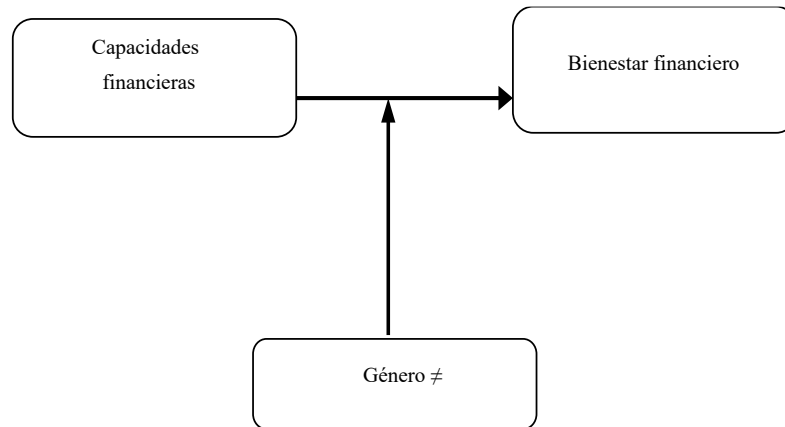 Capacidades
financieras
Bienestar financiero
Género ≠